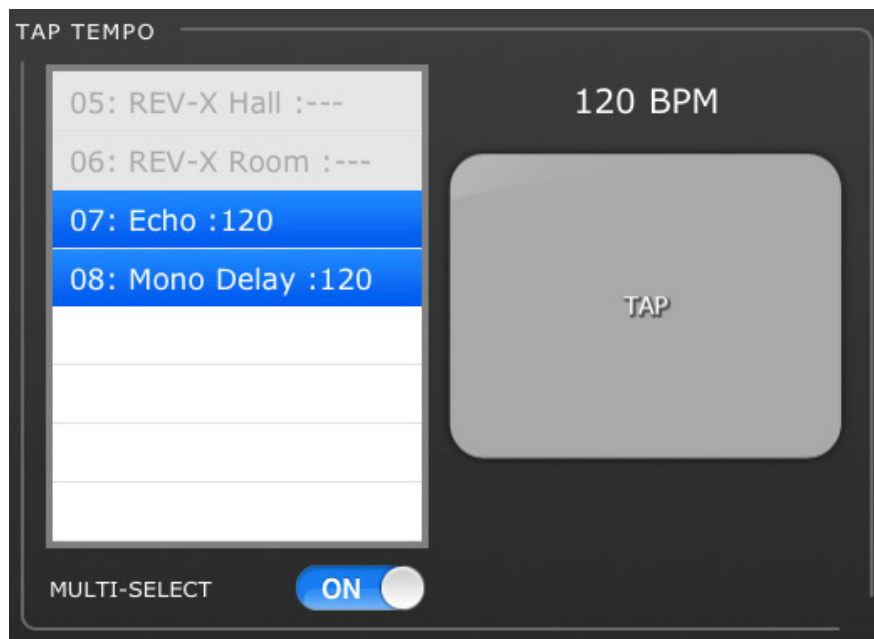 TAP TEMPO
05: REV-X Hall :---
06: REV-X Room :---
07: Echo :120
08: Mono Delay :120
120 BPM
TAP
MULTI-SELECT
ON